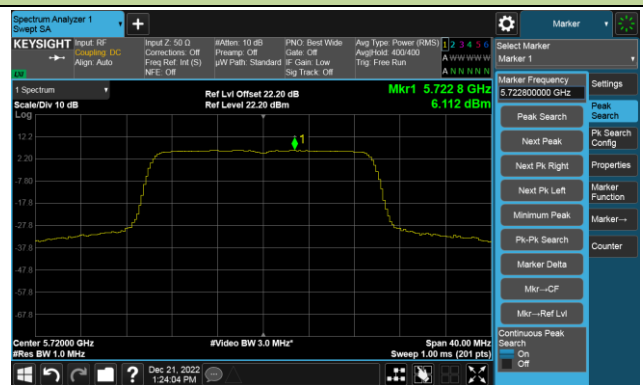 Spectrum Analyzer 1
Swept SA
+
Marker
KEYSIGHT
Input: RF
Coupling: DC
Align: Auto
Input Z: 50 Ω
Corrections: Off
Freq Ref: Int (S)
NFE: Off
#Atten: 10 dB
Preamp: Off
µW Path: Standard
PNO: Best Wide
Gate: Off
IF Gain: Low
Sig Track: Off
Avg Type: Power (RMS)
Avg|Hold: 400/400
Trig: Free Run
1 2 3 4 5 6
A W W W W W
A N N N N N
Select Marker
Marker 1
1 Spectrum
Scale/Div 10 dB
Log
Ref Lvl Offset 22.20 dB
Ref Level 22.20 dBm
Mkr1 5.722 8 GHz
6.112 dBm
1
12.2
2.20
-7.80
-17.8
-27.8
-37.8
-47.8
-57.8
-67.8
Center 5.72000 GHz
#Res BW 1.0 MHz
#Video BW 3.0 MHz*
Span 40.00 MHz
Sweep 1.00 ms (201 pts)
Marker Frequency
5.722800000 GHz
Peak Search
Next Peak
Next Pk Right
Next Pk Left
Minimum Peak
Pk-Pk Search
Marker Delta
Mkr→CF
Mkr→Ref Lvl
Continuous Peak
Search
On
Off
Settings
Peak
Search
Pk Search
Config
Properties
Marker
Function
Marker→
Counter
?
Dec 21, 2022
1:24:04 PM